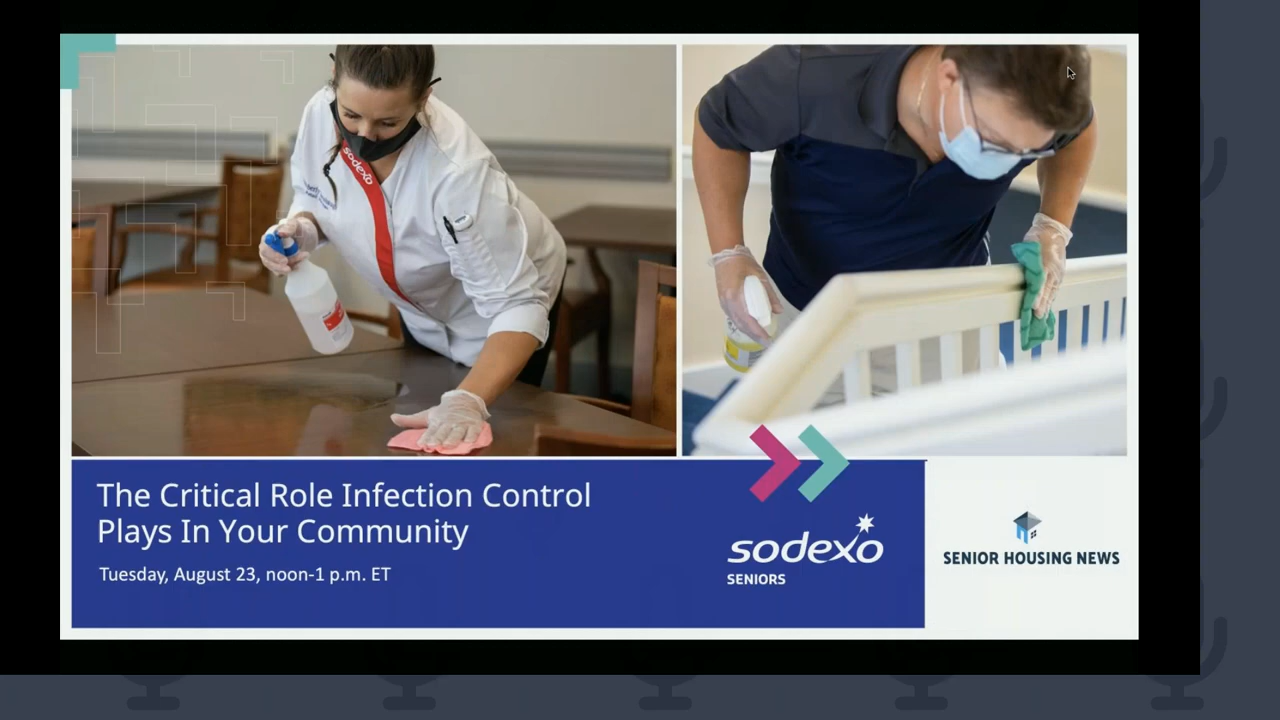 sodexo
The Critical Role Infection Control
Plays In Your Community
Tuesday, August 23, noon-1 p.m. ET
sodexo
SENIORS
SENIOR HOUSING NEWS